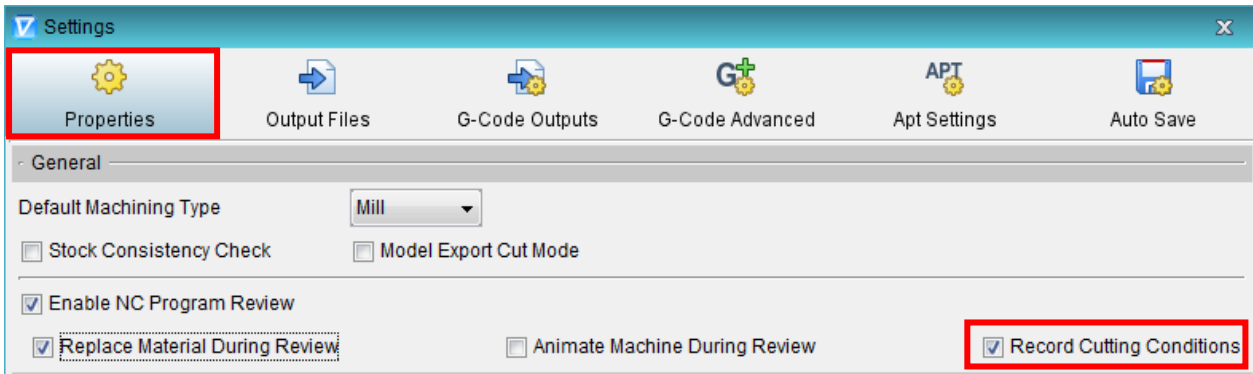 Settings
Properties Output Files G-Code Outputs G-Code Advanced Apt Settings Auto Save
General
Default Machining Type Mill
Stock Consistency Check Model Export Cut Mode
Enable NC Program Review
Replace Material During Review Animate Machine During Review Record Cutting Conditions